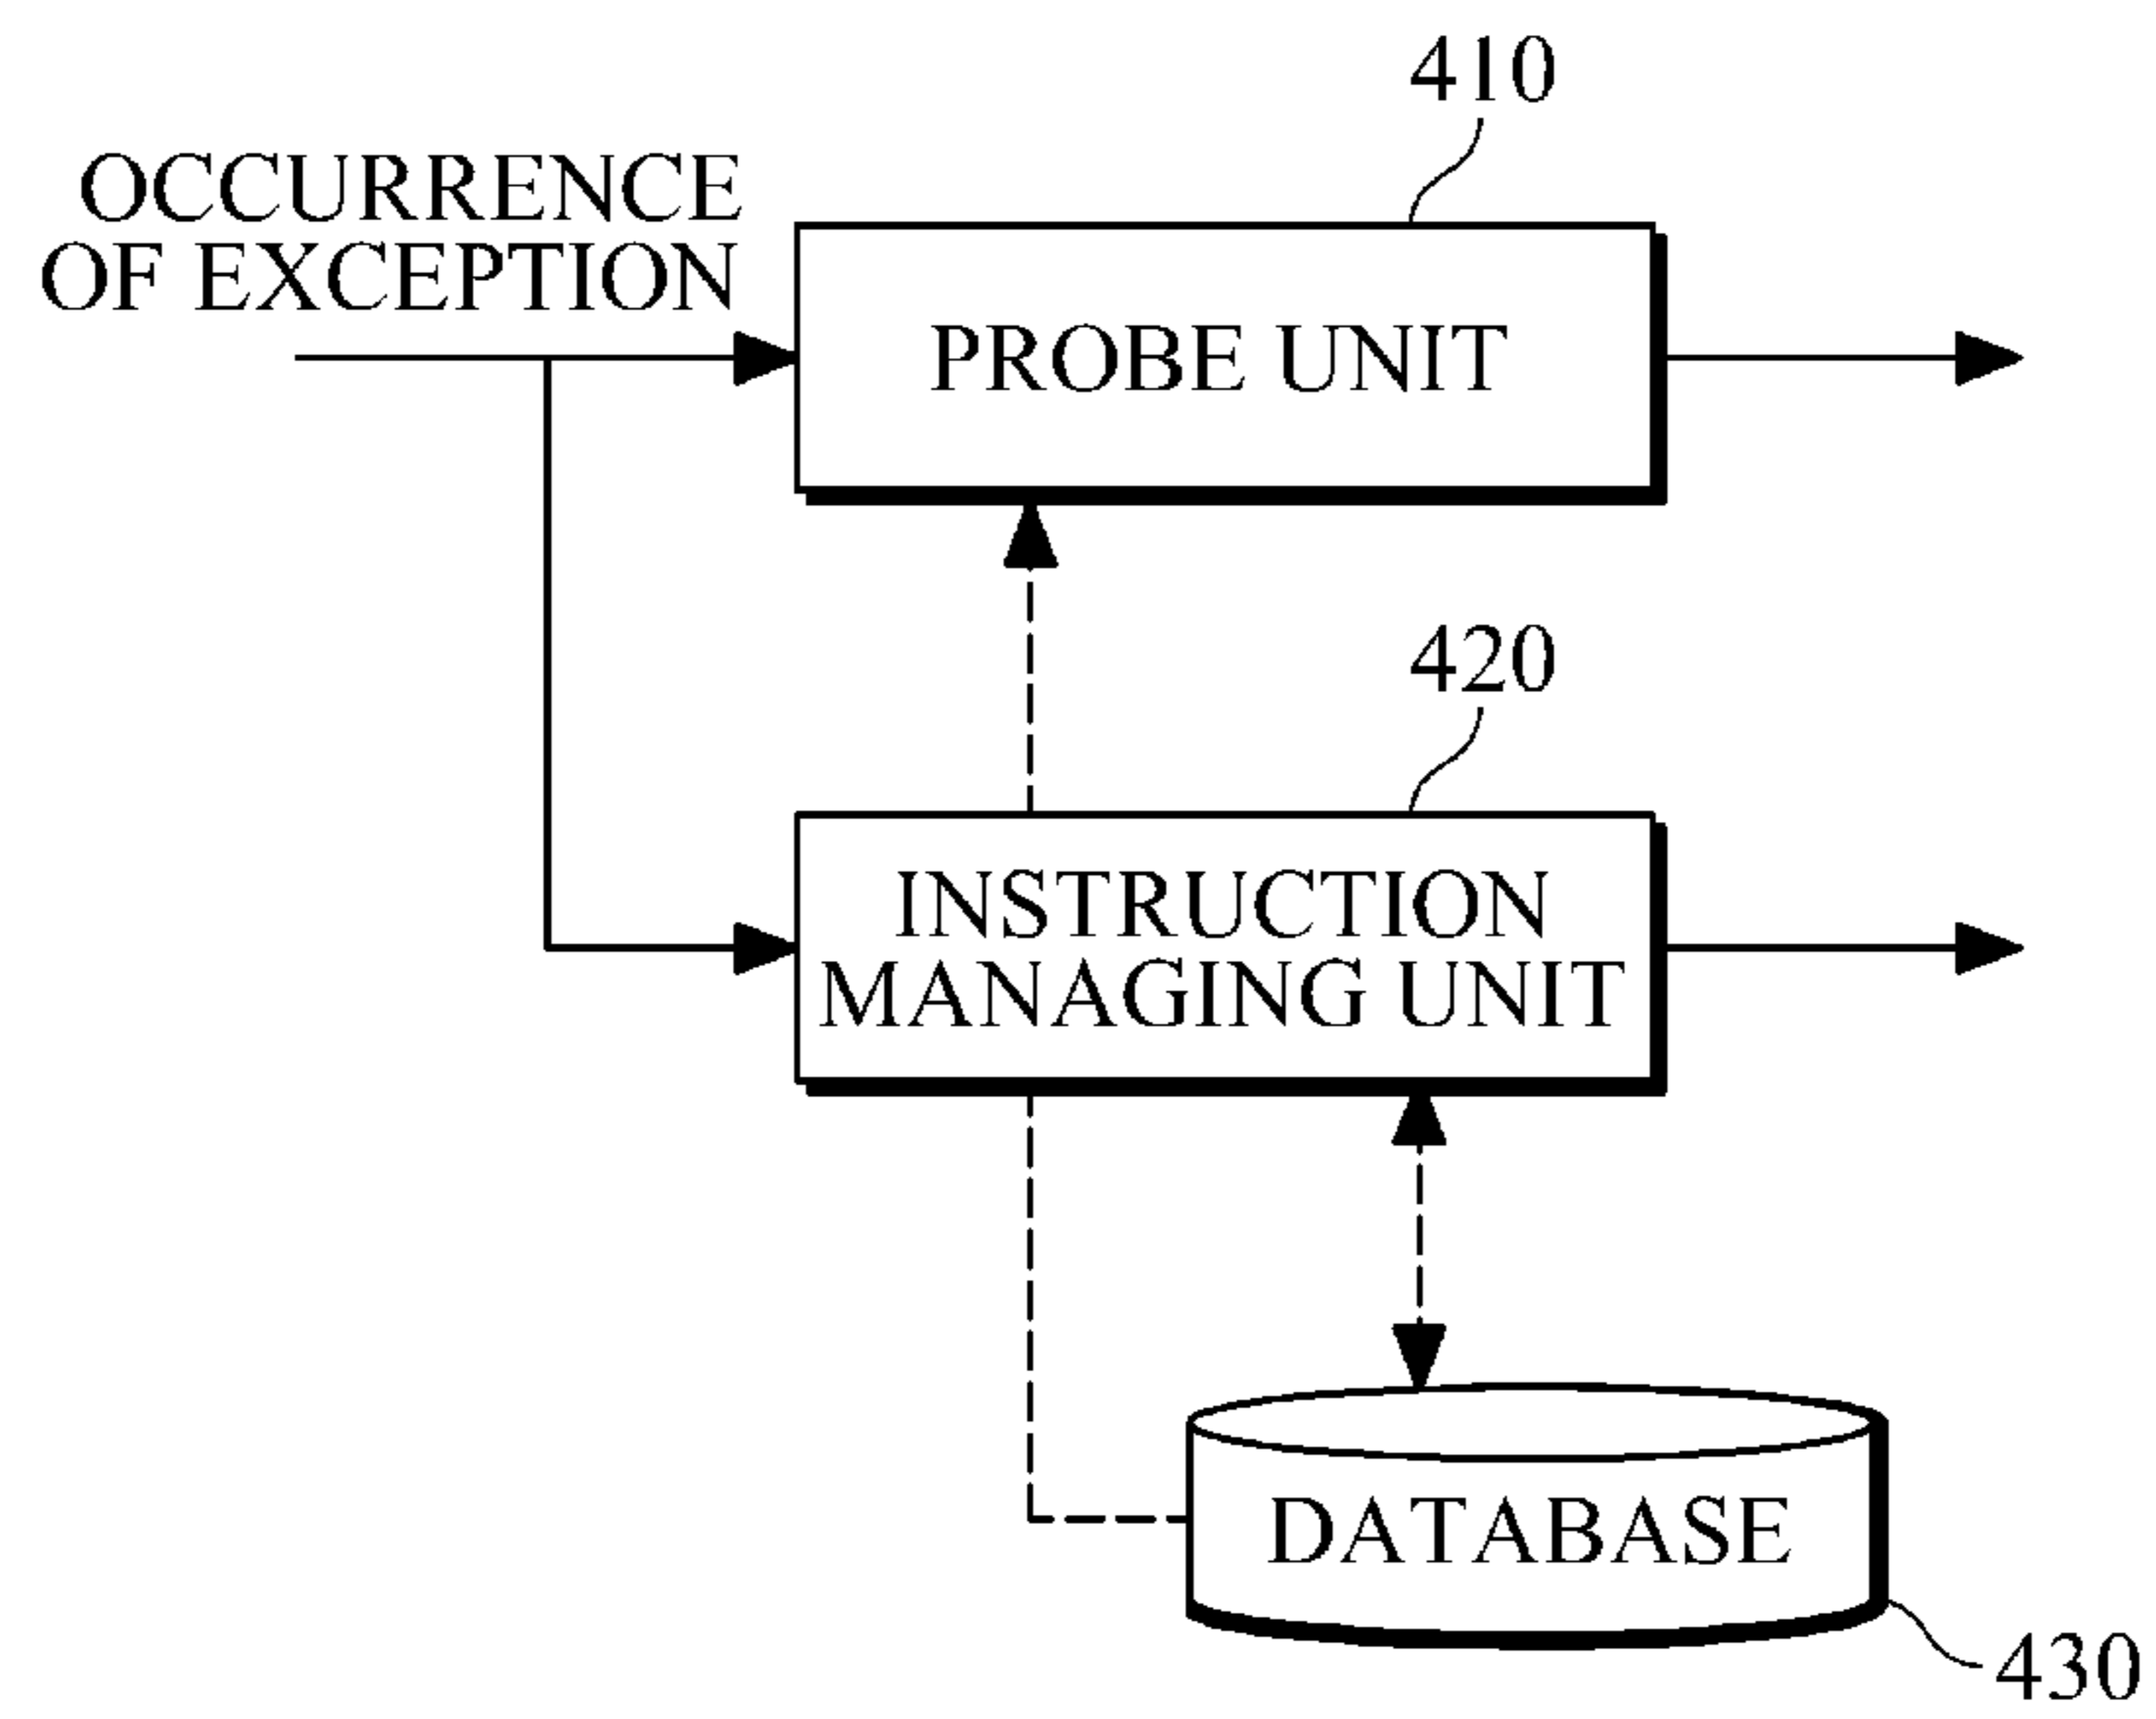 410
OCCURRENCE
OF EXCEPTION
PROBE UNIT
420
INSTRUCTION
MANAGING UNIT
DATABASE
430